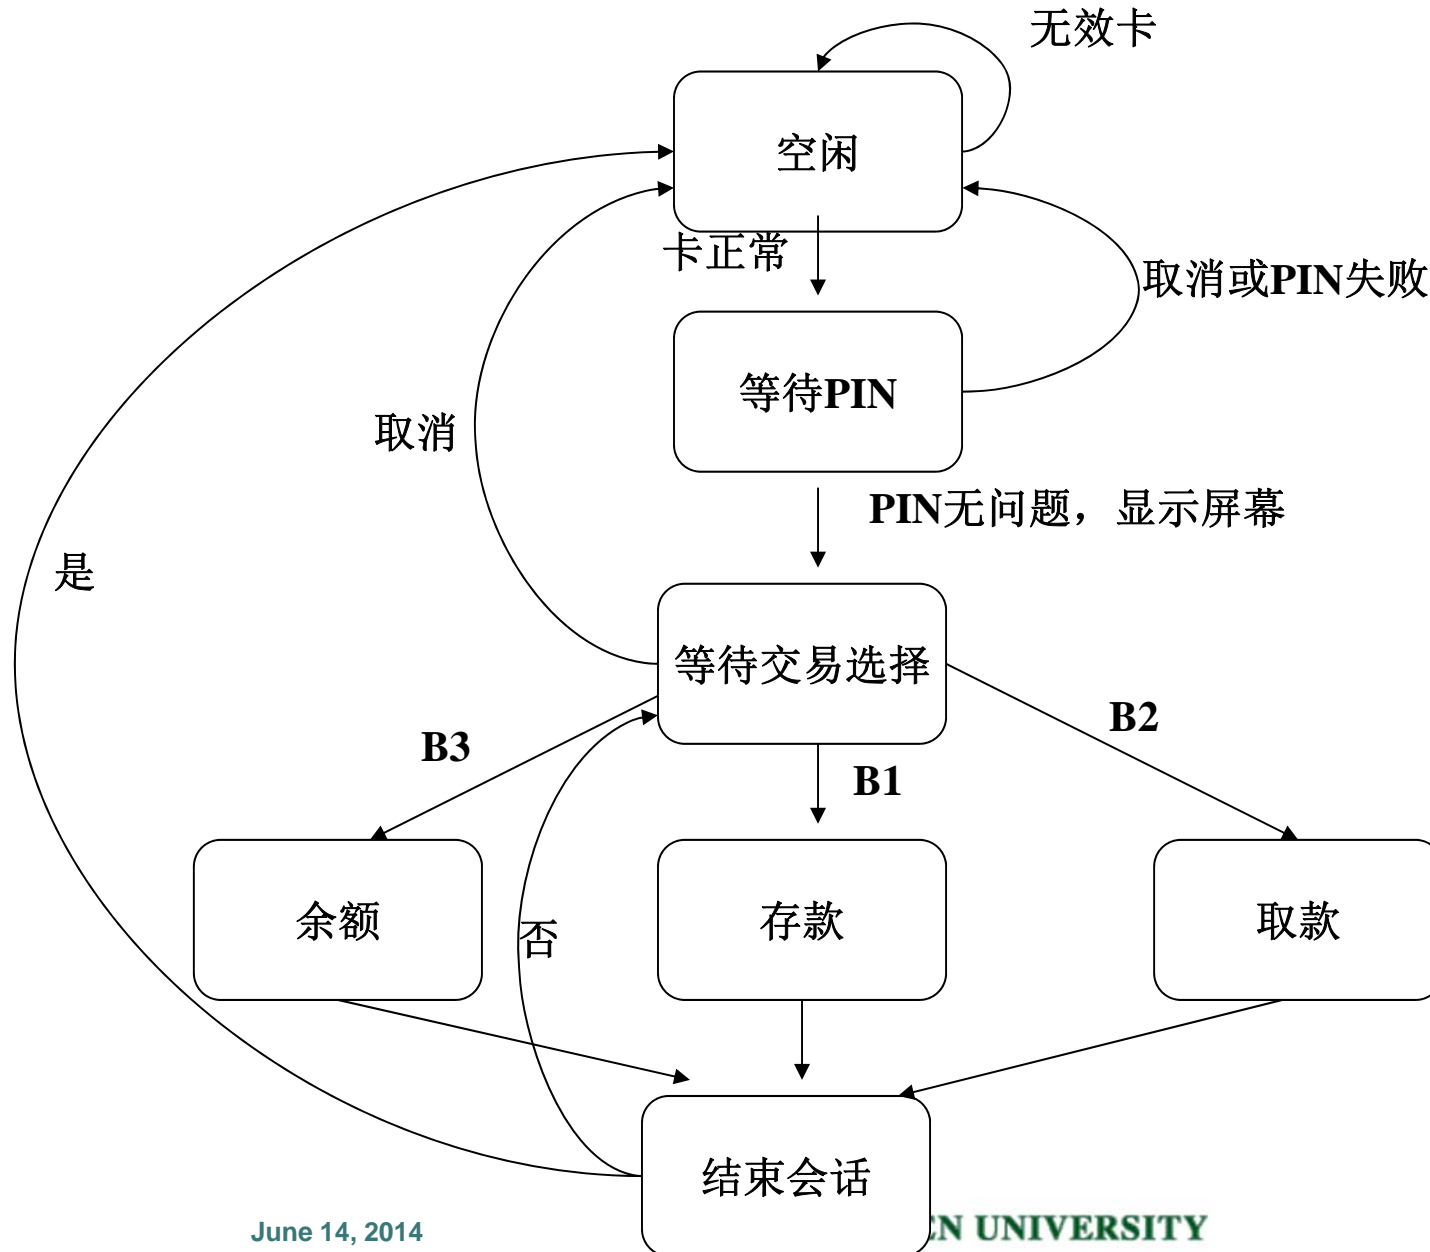 无效卡
空闲
卡正常
取消或PIN失败
等待PIN
取消
PIN无问题，显示屏幕
是
等待交易选择
B3
B1
B2
余额
否
存款
取款
结束会话
June 14, 2014
UNIVERSITY